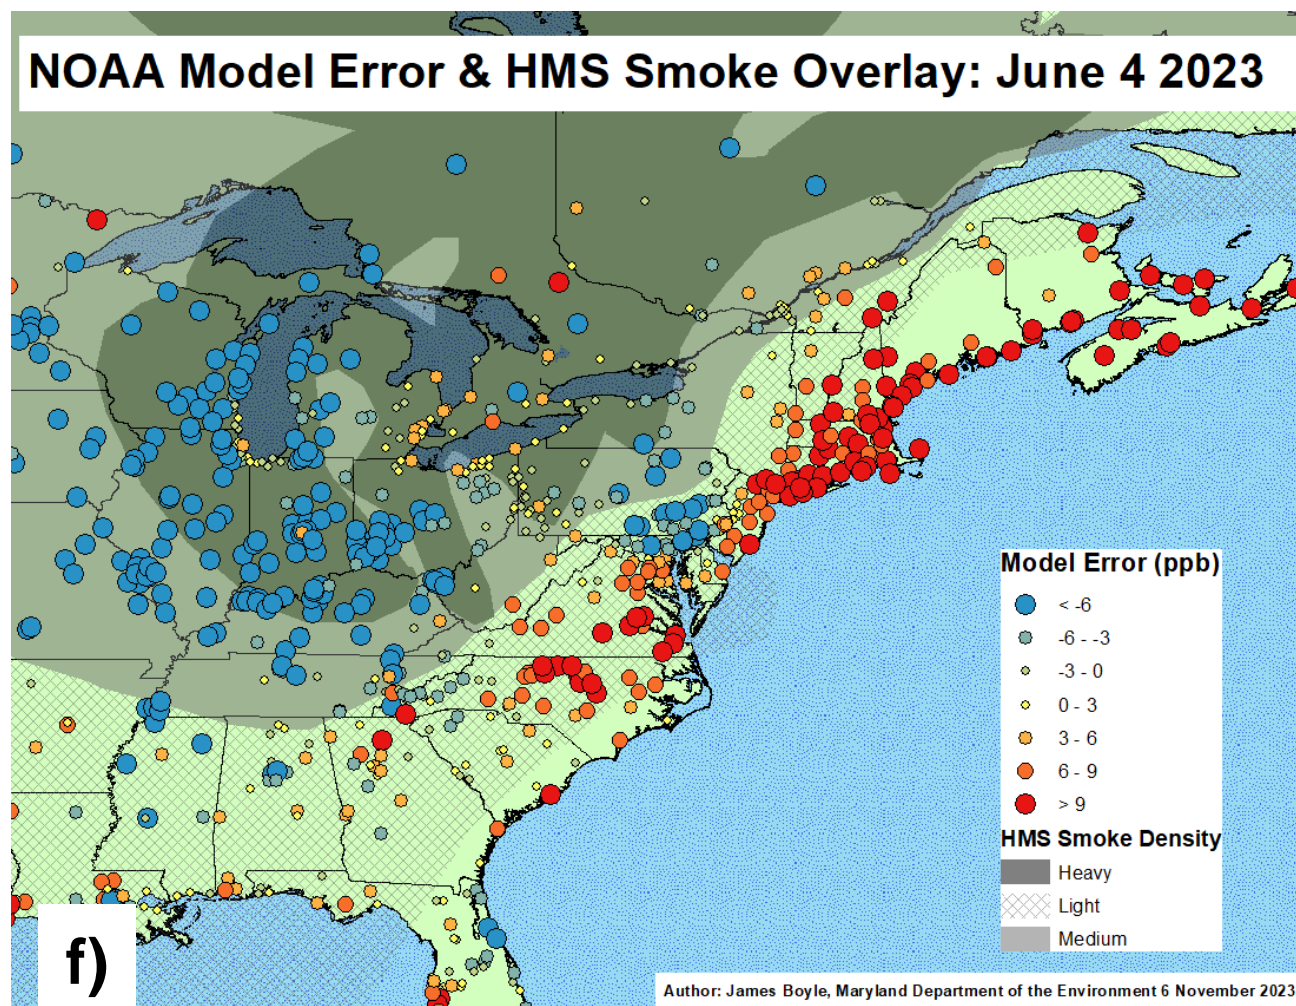 NOAA Model Error & HMS Smoke Overlay: June 4 2023
Model Error (ppb)
< -6
-6 - -3
-3 - 0
0 - 3
3 - 6
6 - 9
> 9
HMS Smoke Density
Heavy
Light
Medium
f)
Author: James Boyle, Maryland Department of the Environment 6 November 2023